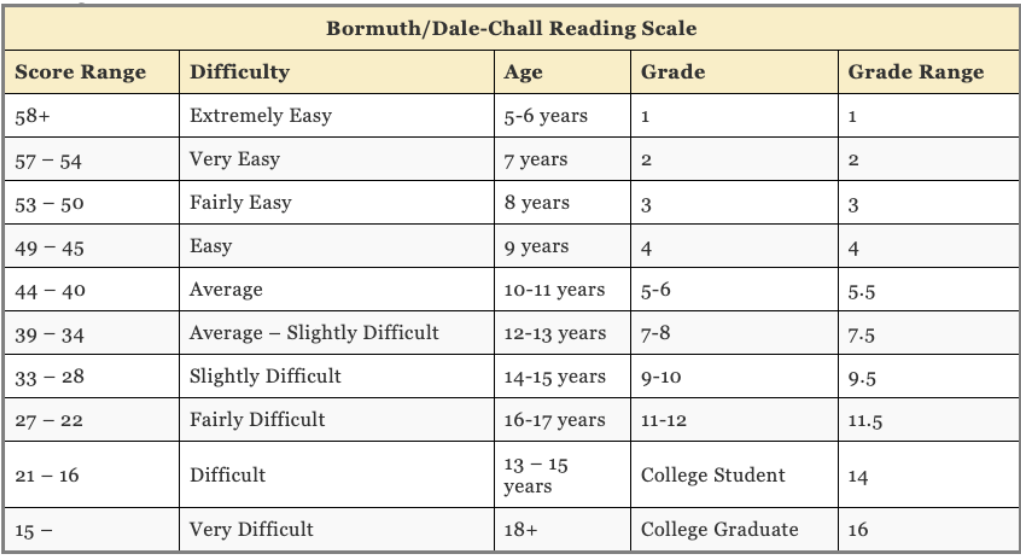 Bormuth/Dale-Chall Reading Scale
Score Range Difficulty Age Grade Grade Range
58+ Extremely Easy 5-6 years 1 1
57 – 54 Very Easy 7 years 2 2
53 – 50 Fairly Easy 8 years 3 3
49 – 45 Easy 9 years 4 4
44 – 40 Average 10-11 years 5-6 5.5
39 – 34 Average – Slightly Difficult 12-13 years 7-8 7.5
33 – 28 Slightly Difficult 14-15 years 9-10 9.5
27 – 22 Fairly Difficult 16-17 years 11-12 11.5
21 – 16 Difficult 13 – 15 years College Student 14
15 – Very Difficult 18+ College Graduate 16